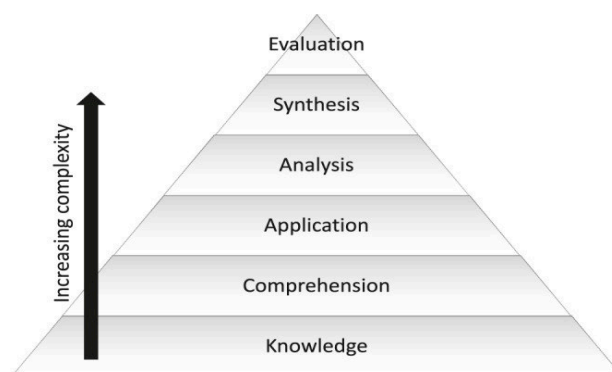 Evaluation
Synthesis
Analysis
Application
Comprehension
Knowledge
Increasing complexity